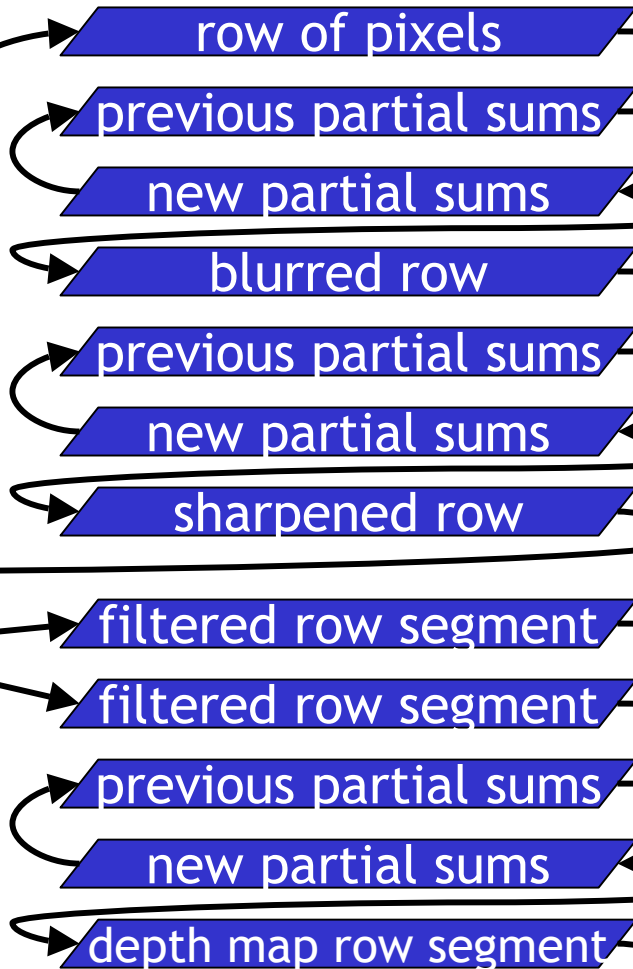 row of pixels
previous partial sums
new partial sums
blurred row
previous partial sums
new partial sums
sharpened row
filtered row segment
filtered row segment
previous partial sums
new partial sums
depth map row segment